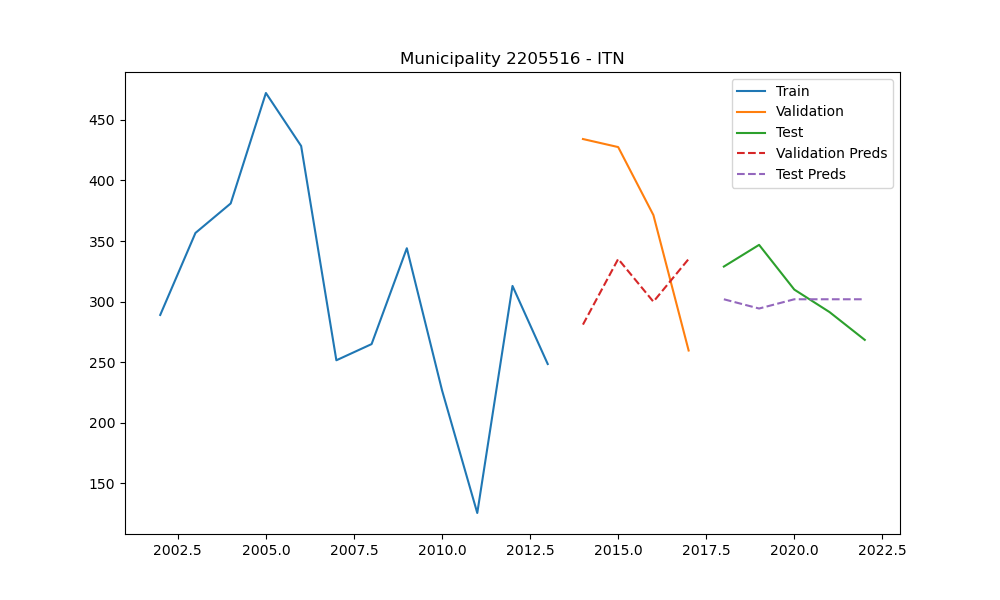 Municipality 2205516 - ITN
Train
Validation
Test
Validation Preds
Test Preds
450
400
350
300
250
200
150
2002.5 2005.0 2007.5 2010.0 2012.5 2015.0 2017.5 2020.0 2022.5